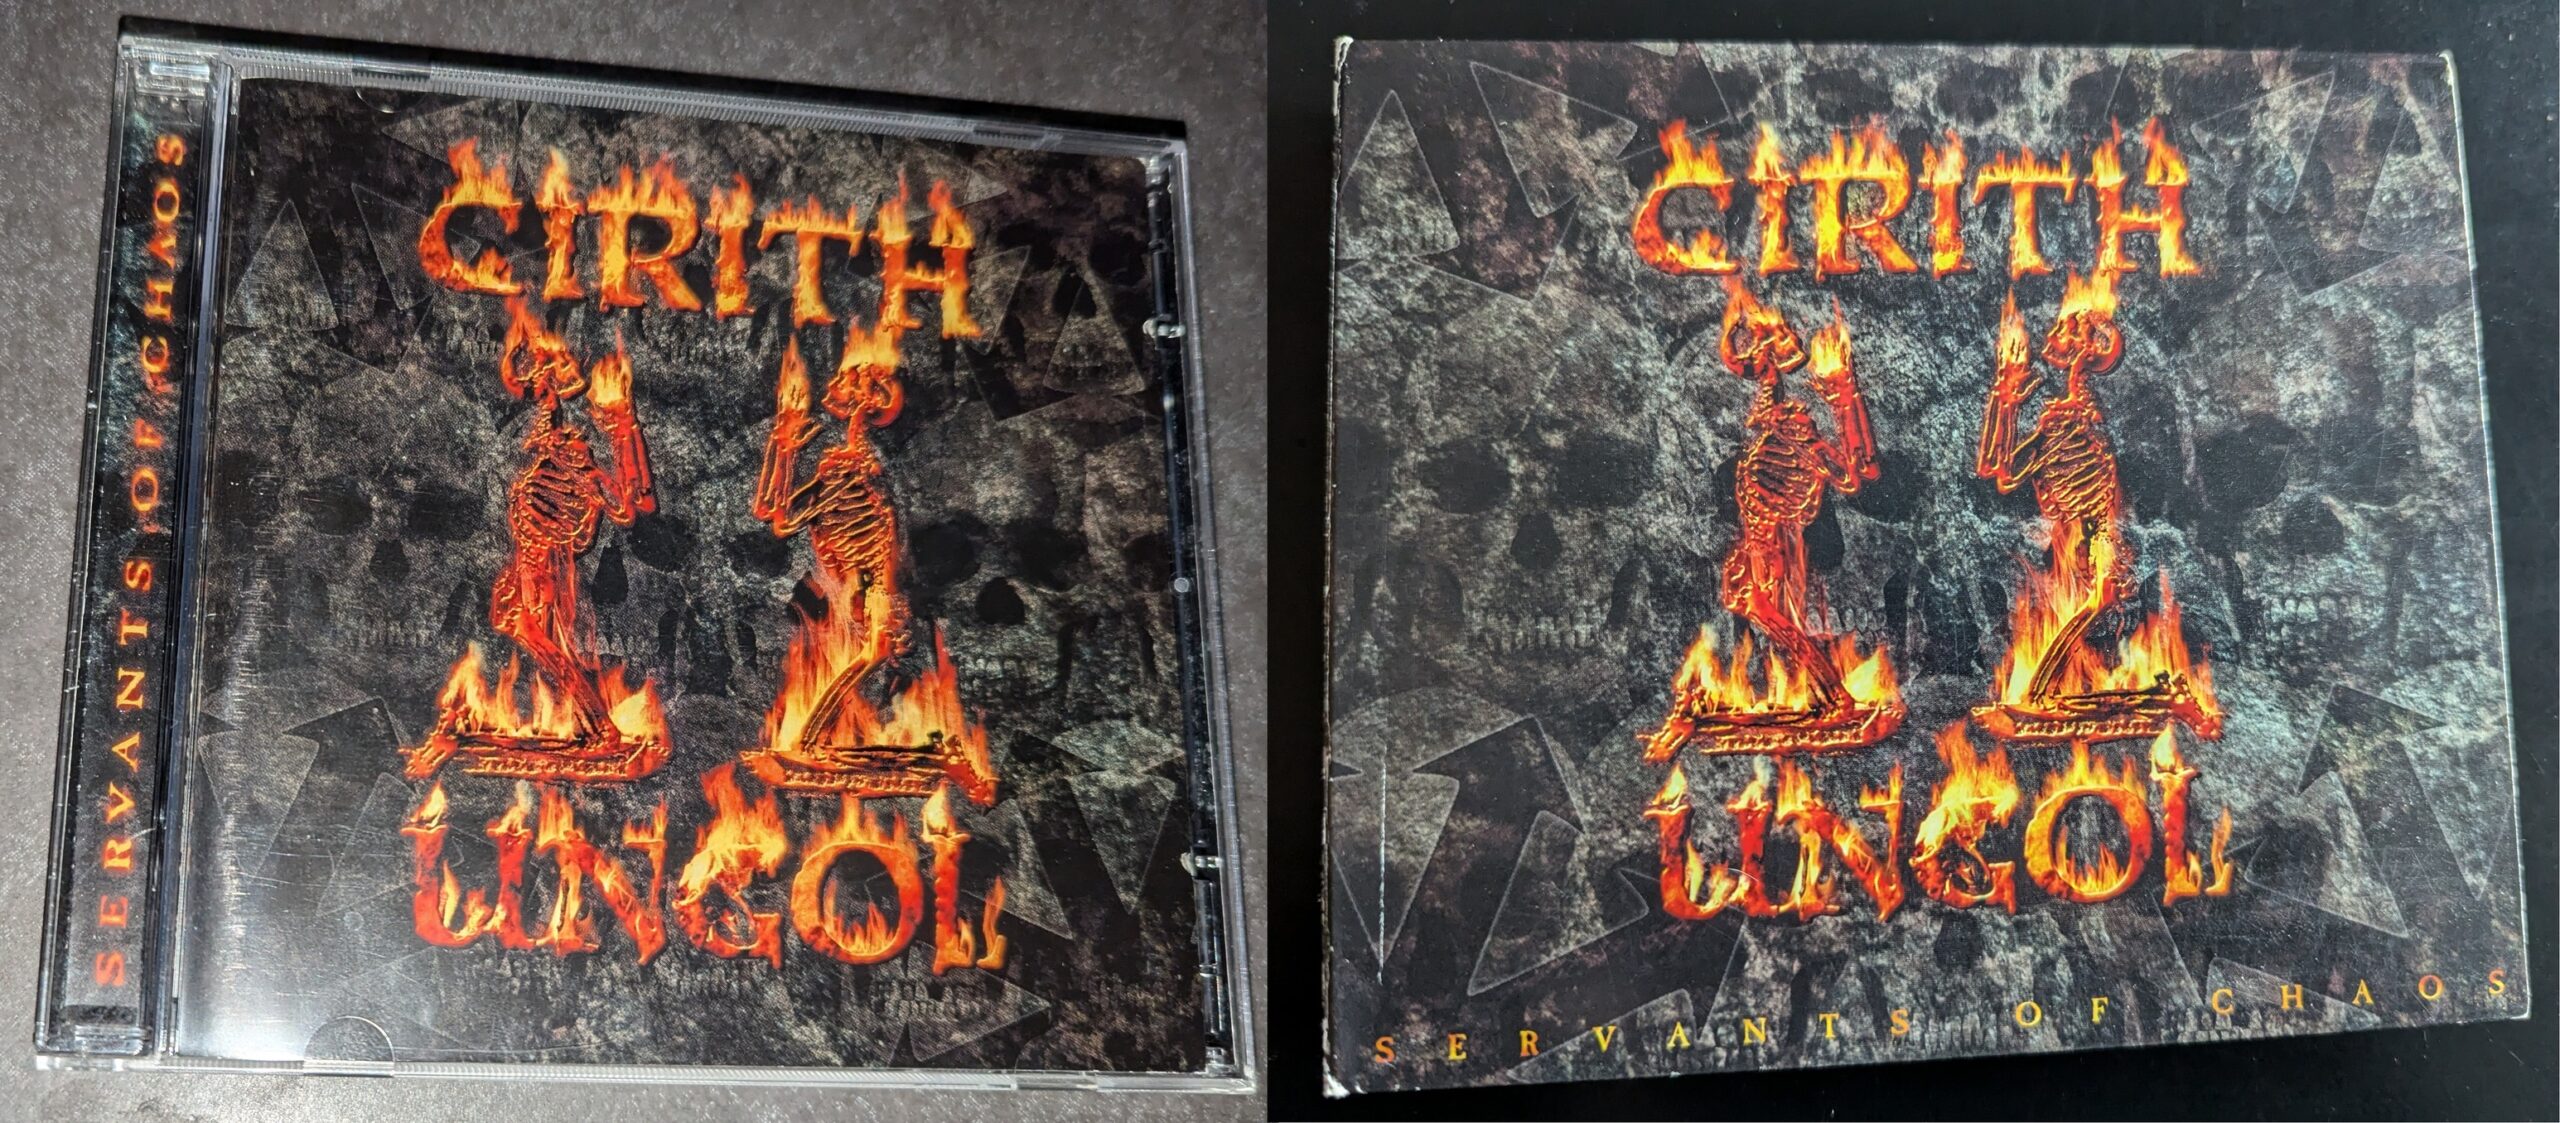 SERVANTS OF CHAOS
CIRITH
UNGOL
CIRITH
UNGOL
SERVANTS OF CHAOS